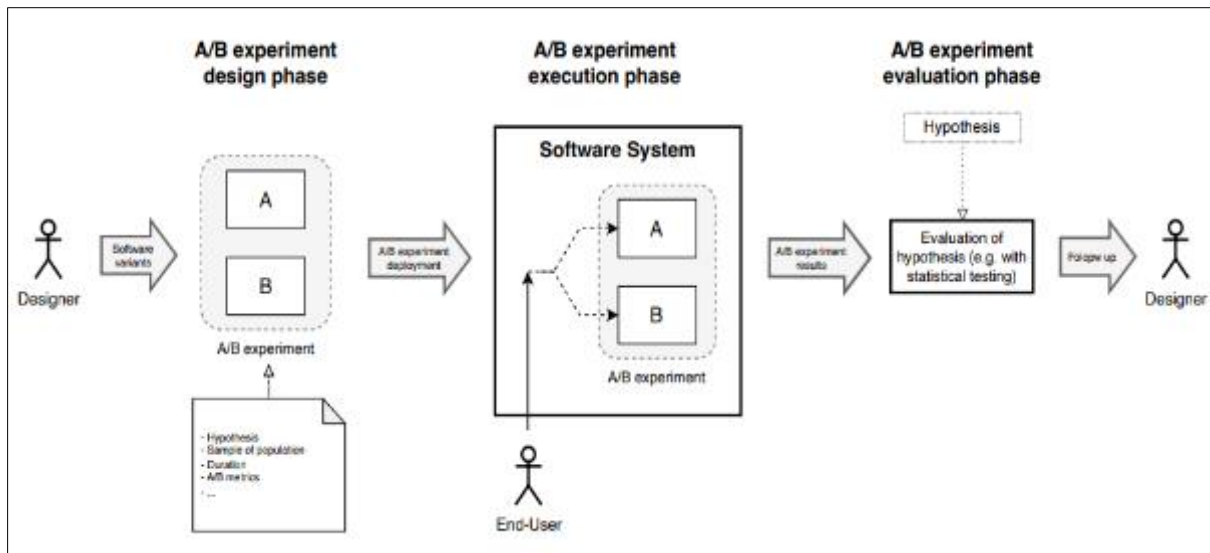 A/B experiment
design phase
A/B experiment
execution phase
A/B experiment
evaluation phase
Hypothesis
Software System
A
B
A
B
Designer
Software
variants
A/B experiment
deployment
A/B experiment
results
Evaluation of
hypothesis (e.g. with
statistical testing)
up
Designer
A/B experiment
A/B experiment
- Hypothesis
- Sample of population
- Duration
- A/B metrics
- ...
End-User